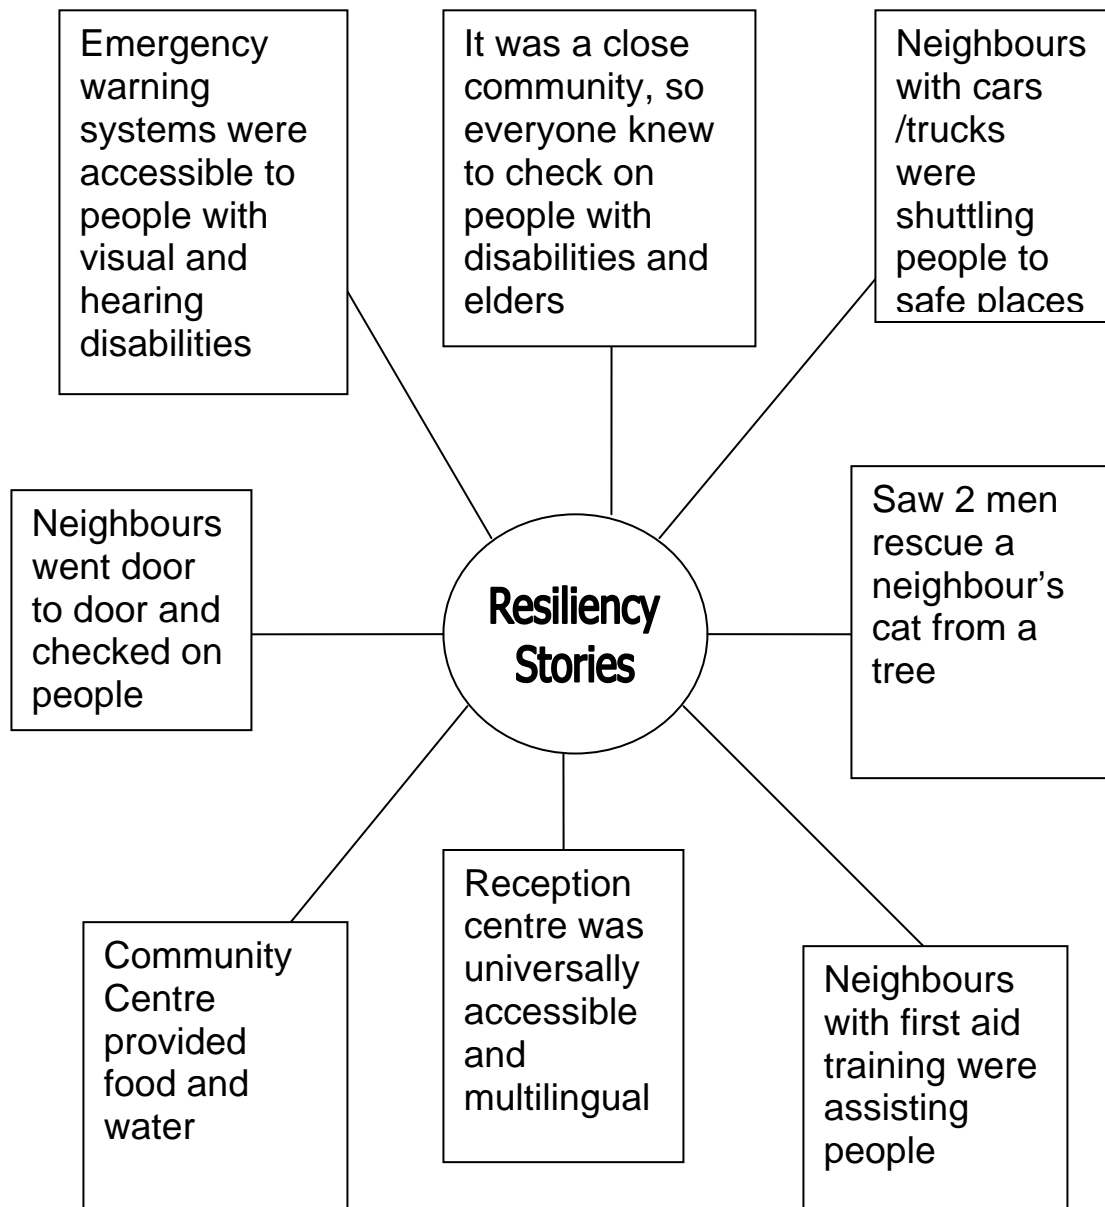 Emergency
warning
systems were
accessible to
people with
visual and
hearing
disabilities
It was a close
community, so
everyone knew
to check on
people with
disabilities and
elders
Neighbours
with cars
/trucks
were
shuttling
people to
safe places
Neighbours
went door
to door and
checked on
people
Resiliency
Stories
Saw 2 men
rescue a
neighbour’s
cat from a
tree
Community
Centre
provided
food and
water
Reception
centre was
universally
accessible
and
multilingual
Neighbours
with first aid
training were
assisting
people